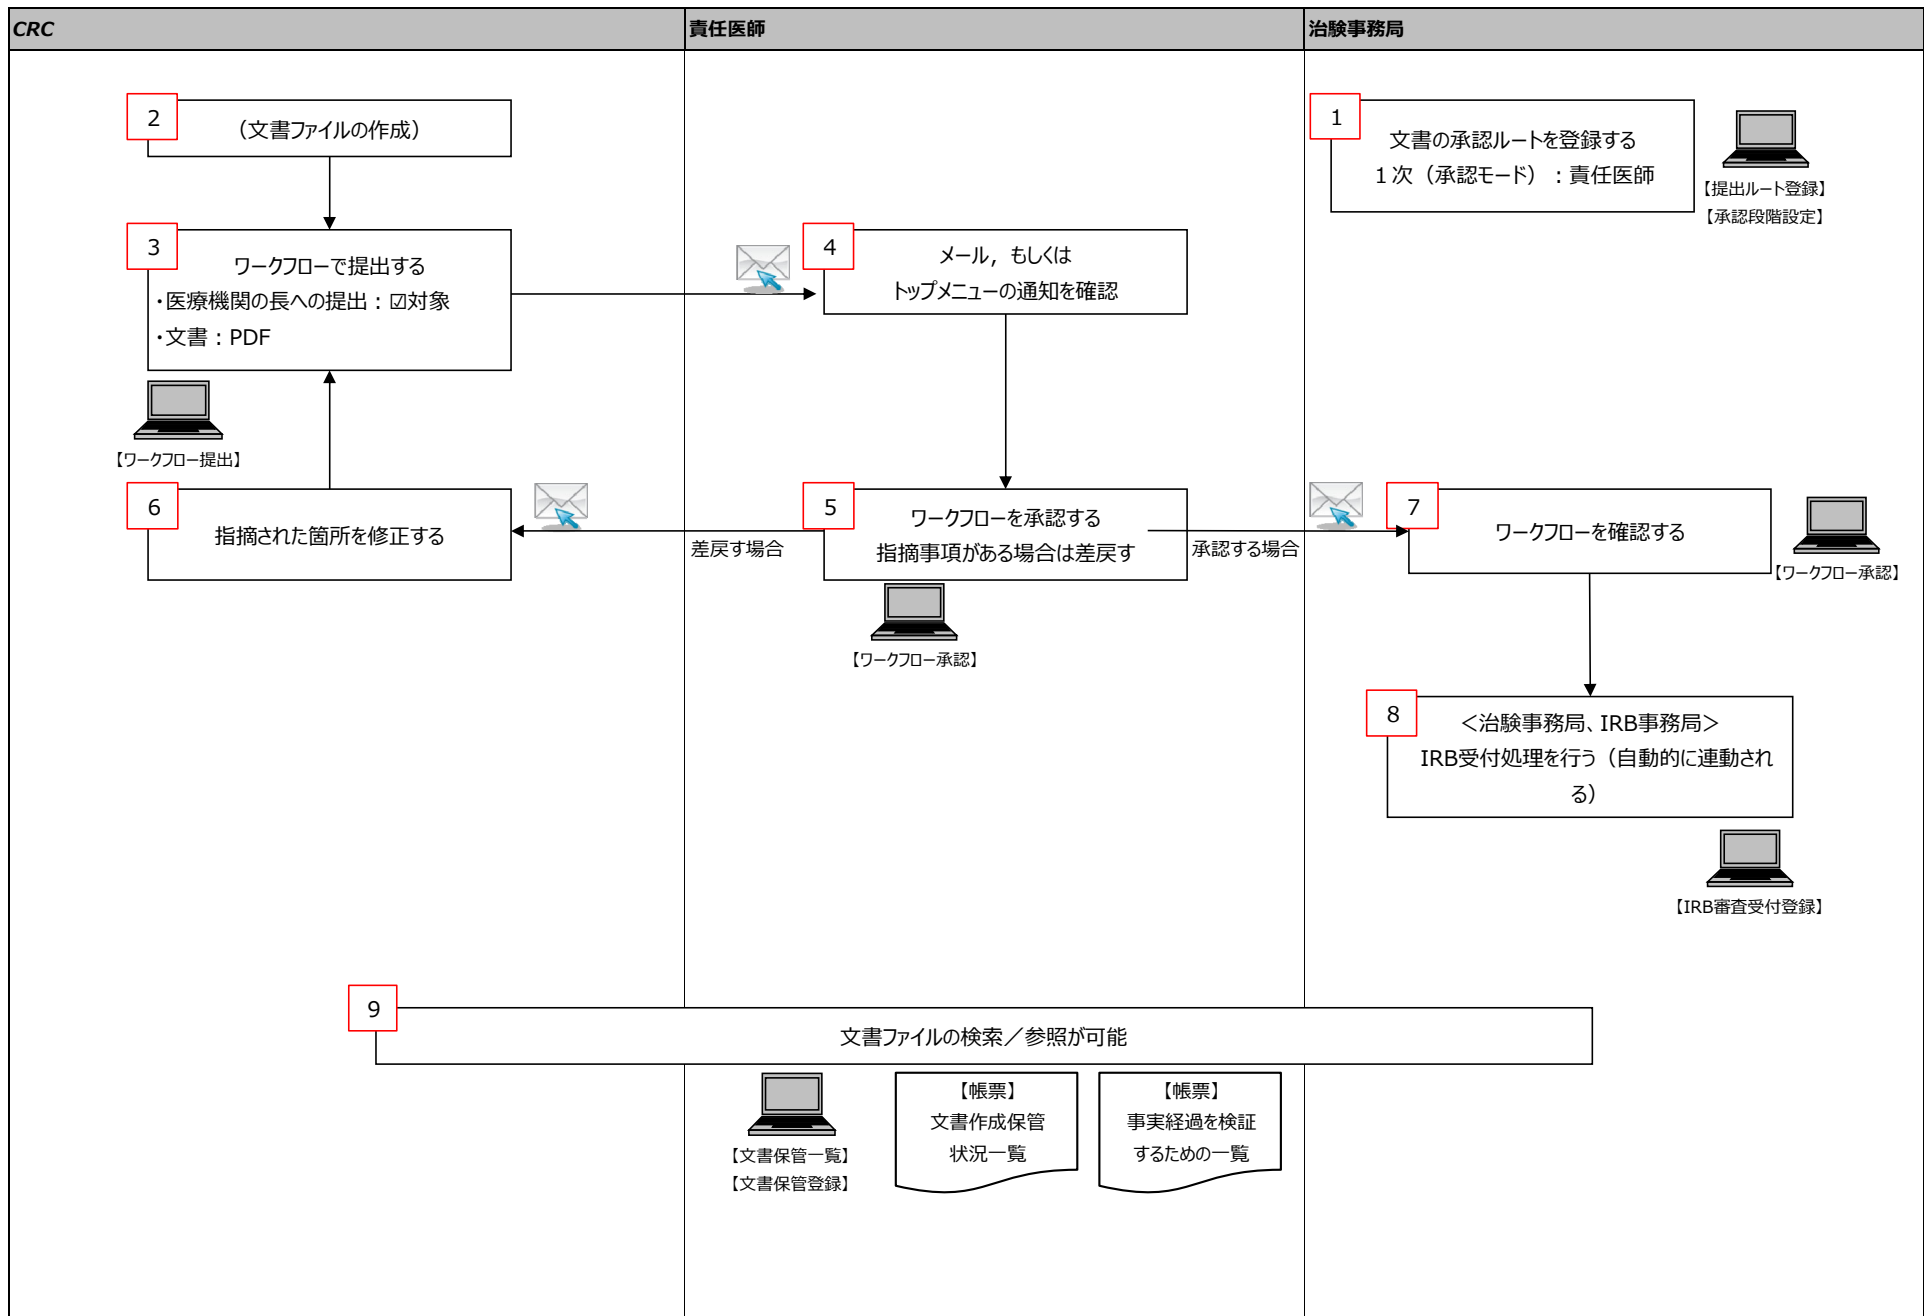 CRC
責任医師
治験事務局
2
（文書ファイルの作成）
1
文書の承認ルートを登録する
１次（承認モード）：責任医師
【提出ルート登録】
【承認段階設定】
3
ワークフローで提出する
・医療機関の長への提出：☑対象
・文書：PDF
【ワークフロー提出】
4
メール，もしくは
トップメニューの通知を確認
6
指摘された箇所を修正する
差戻す場合
5
ワークフローを承認する
指摘事項がある場合は差戻す
【ワークフロー承認】
承認する場合
7
ワークフローを確認する
【ワークフロー承認】
8
＜治験事務局、IRB事務局＞
IRB受付処理を行う（自動的に連動され
る）
【IRB審査受付登録】
9
文書ファイルの検索／参照が可能
【文書保管一覧】
【文書保管登録】
【帳票】
文書作成保管
状況一覧
【帳票】
事実経過を検証
するための一覧